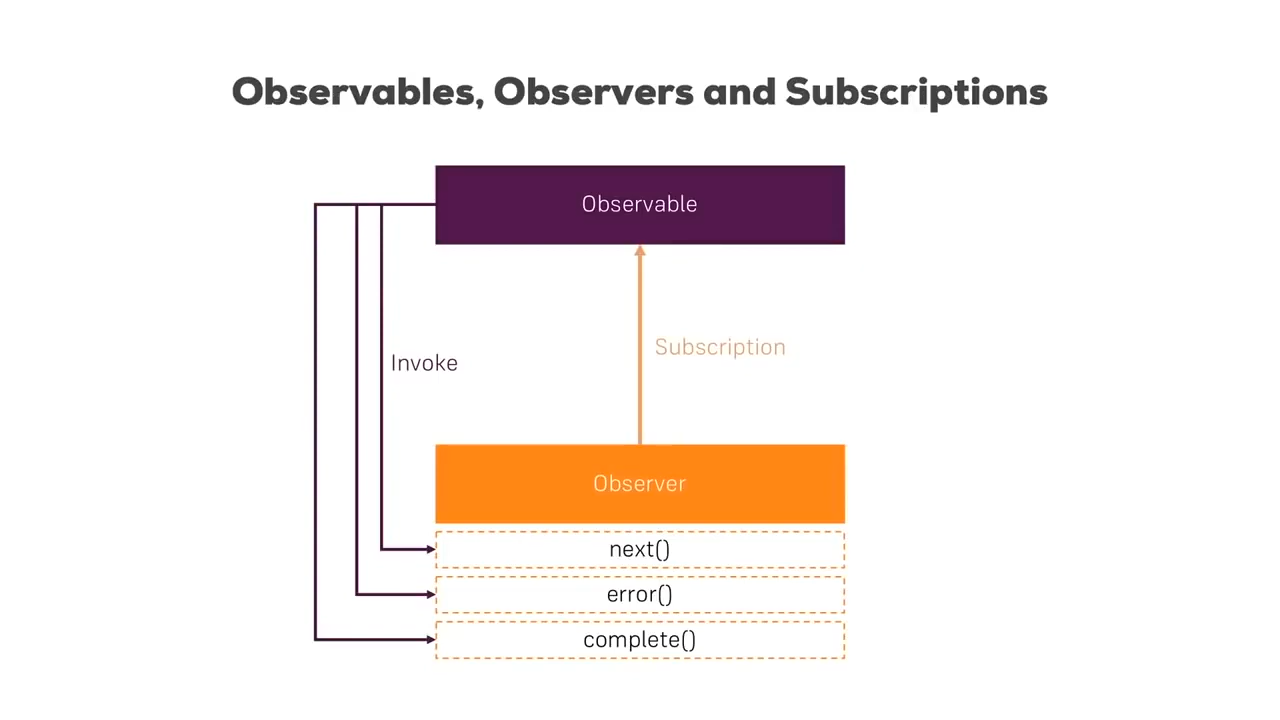 Observables, Observers and Subscriptions
Observable
Invoke
Subscription
Observer
next()
error()
complete()